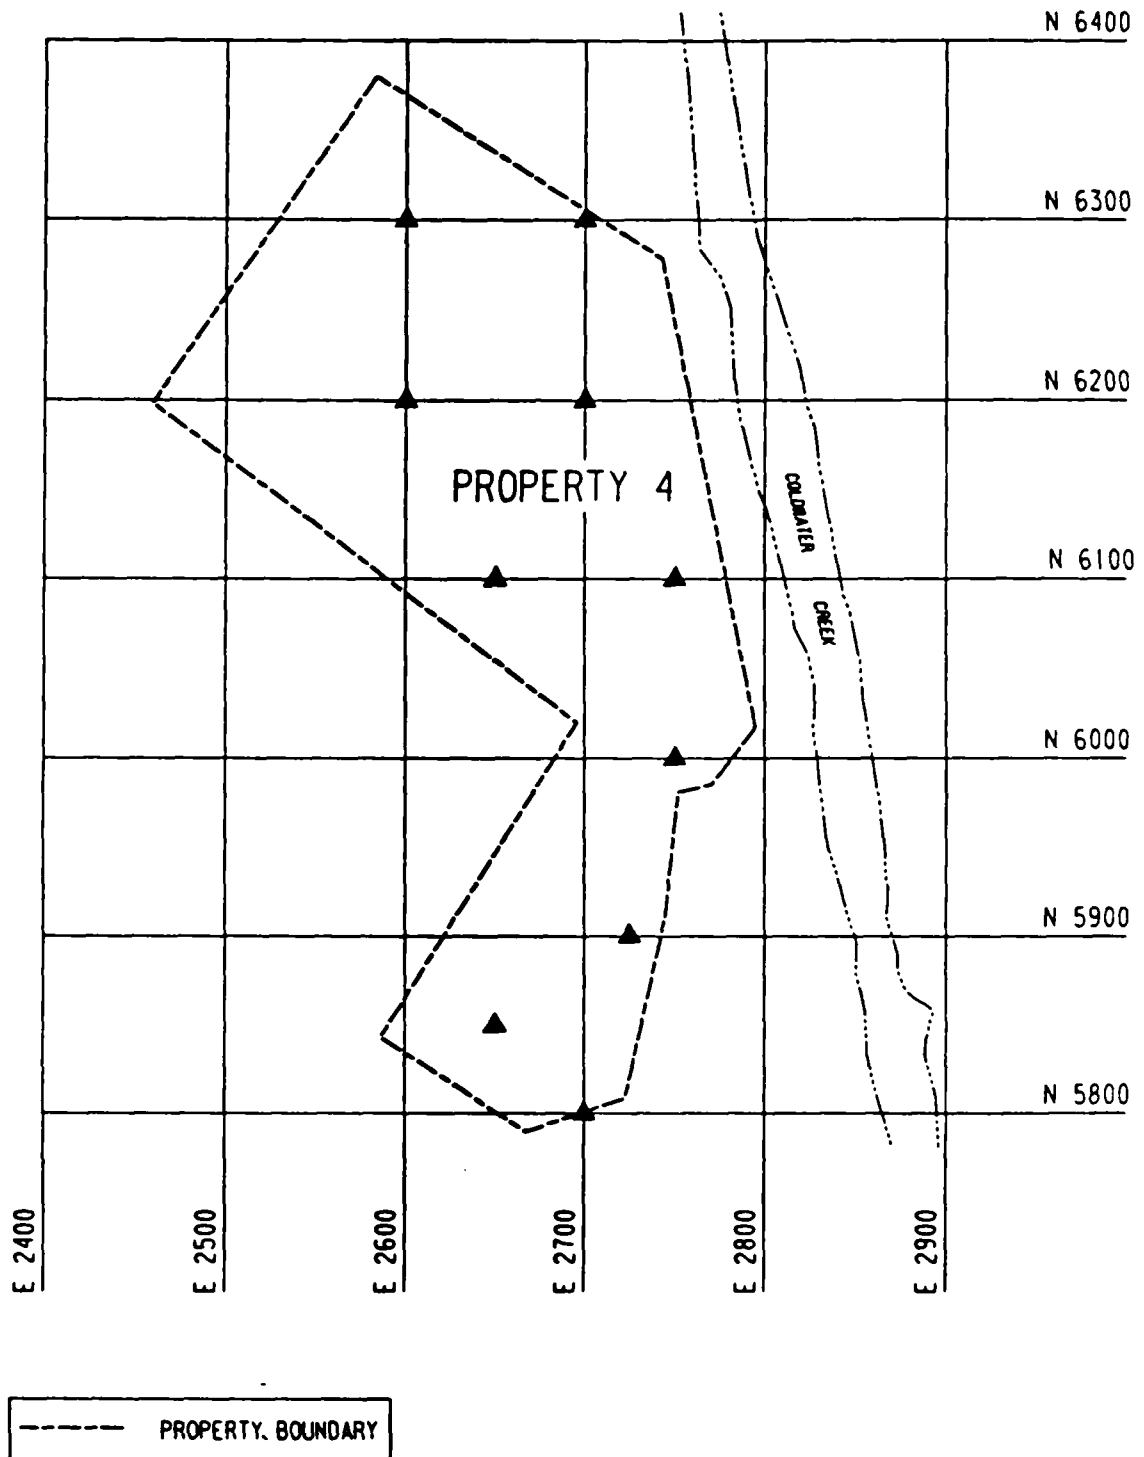 N 6400
N 6300
N 6200
PROPERTY 4
COLDWATER
N 6100
CREEK
N 6000
N 5900
N 5800
E 2400
E 2500
E 2600
E 2700
E 2800
E 2900
PROPERTY. BOUNDARY